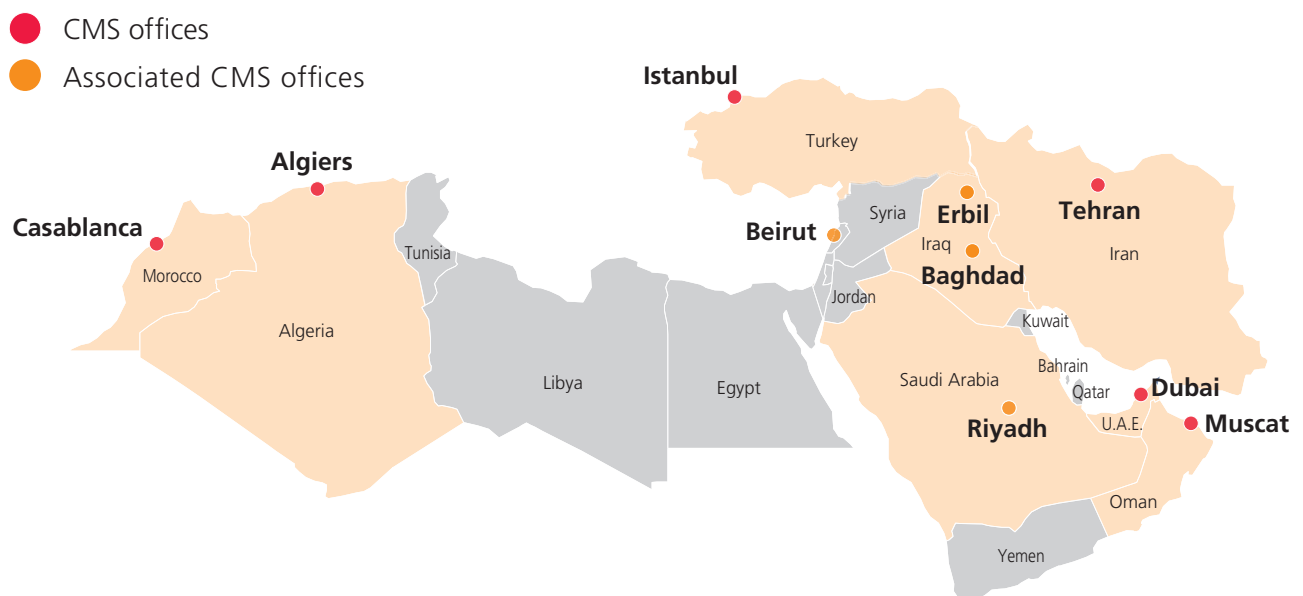 CMS offices
Associated CMS offices
Istanbul
Turkey
Algiers
Casablanca
Morocco
Tunisia
Algeria
Libya
Egypt
Beirut
Syria
Erbil
Iraq
Baghdad
Tehran
Iran
Jordan
Kuwait
Bahrain
Saudi Arabia
Qatar
Dubai
Riyadh
U.A.E.
Muscat
Oman
Yemen